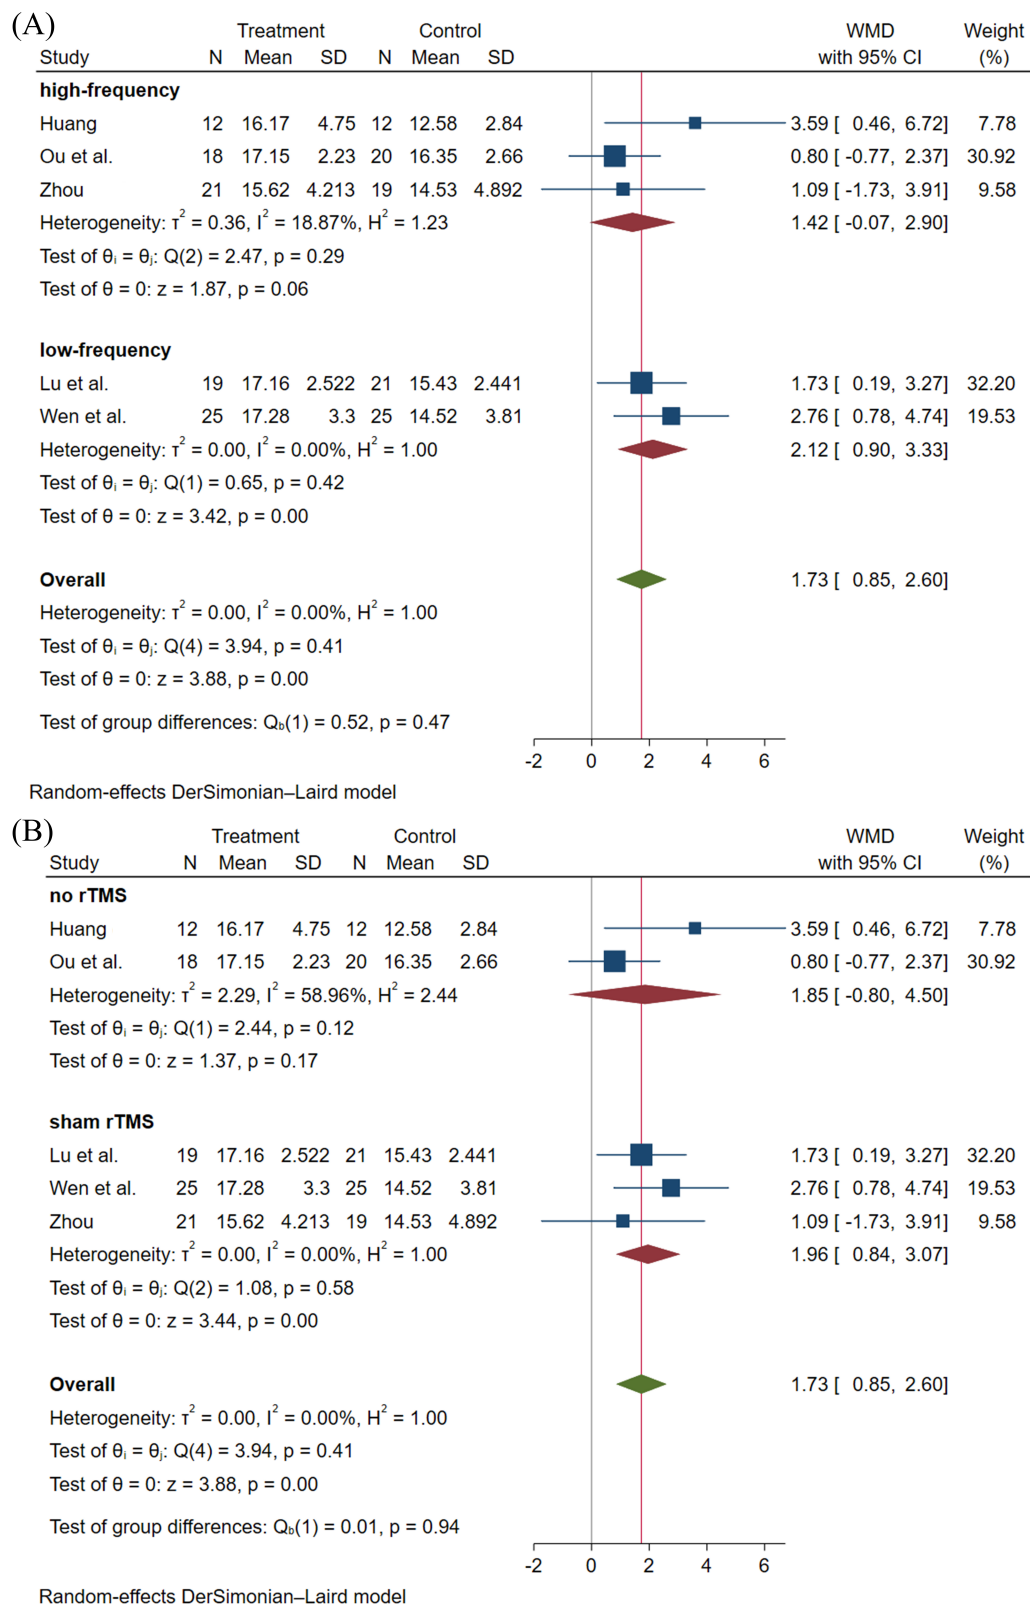 (A)
Treatment Control WMD Weight
Study N Mean SD N Mean SD with 95% CI (%)
high-frequency
Huang 12 16.17 4.75 12 12.58 2.84 3.59 [ 0.46, 6.72] 7.78
Ou et al. 18 17.15 2.23 20 16.35 2.66 0.80 [ -0.77, 2.37] 30.92
Zhou 21 15.62 4.213 19 14.53 4.892 1.09 [ -1.73, 3.91] 9.58
Heterogeneity: τ² = 0.36, I² = 18.87%, H² = 1.23 1.42 [ -0.07, 2.90]
Test of θᵢ = θⱼ: Q(2) = 2.47, p = 0.29
Test of θ = 0: z = 1.87, p = 0.06
low-frequency
Lu et al. 19 17.16 2.522 21 15.43 2.441 1.73 [ 0.19, 3.27] 32.20
Wen et al. 25 17.28 3.3 25 14.52 3.81 2.76 [ 0.78, 4.74] 19.53
Heterogeneity: τ² = 0.00, I² = 0.00%, H² = 1.00 2.12 [ 0.90, 3.33]
Test of θᵢ = θⱼ: Q(1) = 0.65, p = 0.42
Test of θ = 0: z = 3.42, p = 0.00
Overall 1.73 [ 0.85, 2.60]
Heterogeneity: τ² = 0.00, I² = 0.00%, H² = 1.00
Test of θᵢ = θⱼ: Q(4) = 3.94, p = 0.41
Test of θ = 0: z = 3.88, p = 0.00
Test of group differences: Q_b(1) = 0.52, p = 0.47
-2 0 2 4 6
Random-effects DerSimonian–Laird model
(B)
Treatment Control WMD Weight
Study N Mean SD N Mean SD with 95% CI (%)
no rTMS
Huang 12 16.17 4.75 12 12.58 2.84 3.59 [ 0.46, 6.72] 7.78
Ou et al. 18 17.15 2.23 20 16.35 2.66 0.80 [ -0.77, 2.37] 30.92
Heterogeneity: τ² = 2.29, I² = 58.96%, H² = 2.44 1.85 [ -0.80, 4.50]
Test of θᵢ = θⱼ: Q(1) = 2.44, p = 0.12
Test of θ = 0: z = 1.37, p = 0.17
sham rTMS
Lu et al. 19 17.16 2.522 21 15.43 2.441 1.73 [ 0.19, 3.27] 32.20
Wen et al. 25 17.28 3.3 25 14.52 3.81 2.76 [ 0.78, 4.74] 19.53
Zhou 21 15.62 4.213 19 14.53 4.892 1.09 [ -1.73, 3.91] 9.58
Heterogeneity: τ² = 0.00, I² = 0.00%, H² = 1.00 1.96 [ 0.84, 3.07]
Test of θᵢ = θⱼ: Q(2) = 1.08, p = 0.58
Test of θ = 0: z = 3.44, p = 0.00
Overall 1.73 [ 0.85, 2.60]
Heterogeneity: τ² = 0.00, I² = 0.00%, H² = 1.00
Test of θᵢ = θⱼ: Q(4) = 3.94, p = 0.41
Test of θ = 0: z = 3.88, p = 0.00
Test of group differences: Q_b(1) = 0.01, p = 0.94
-2 0 2 4 6
Random-effects DerSimonian–Laird model